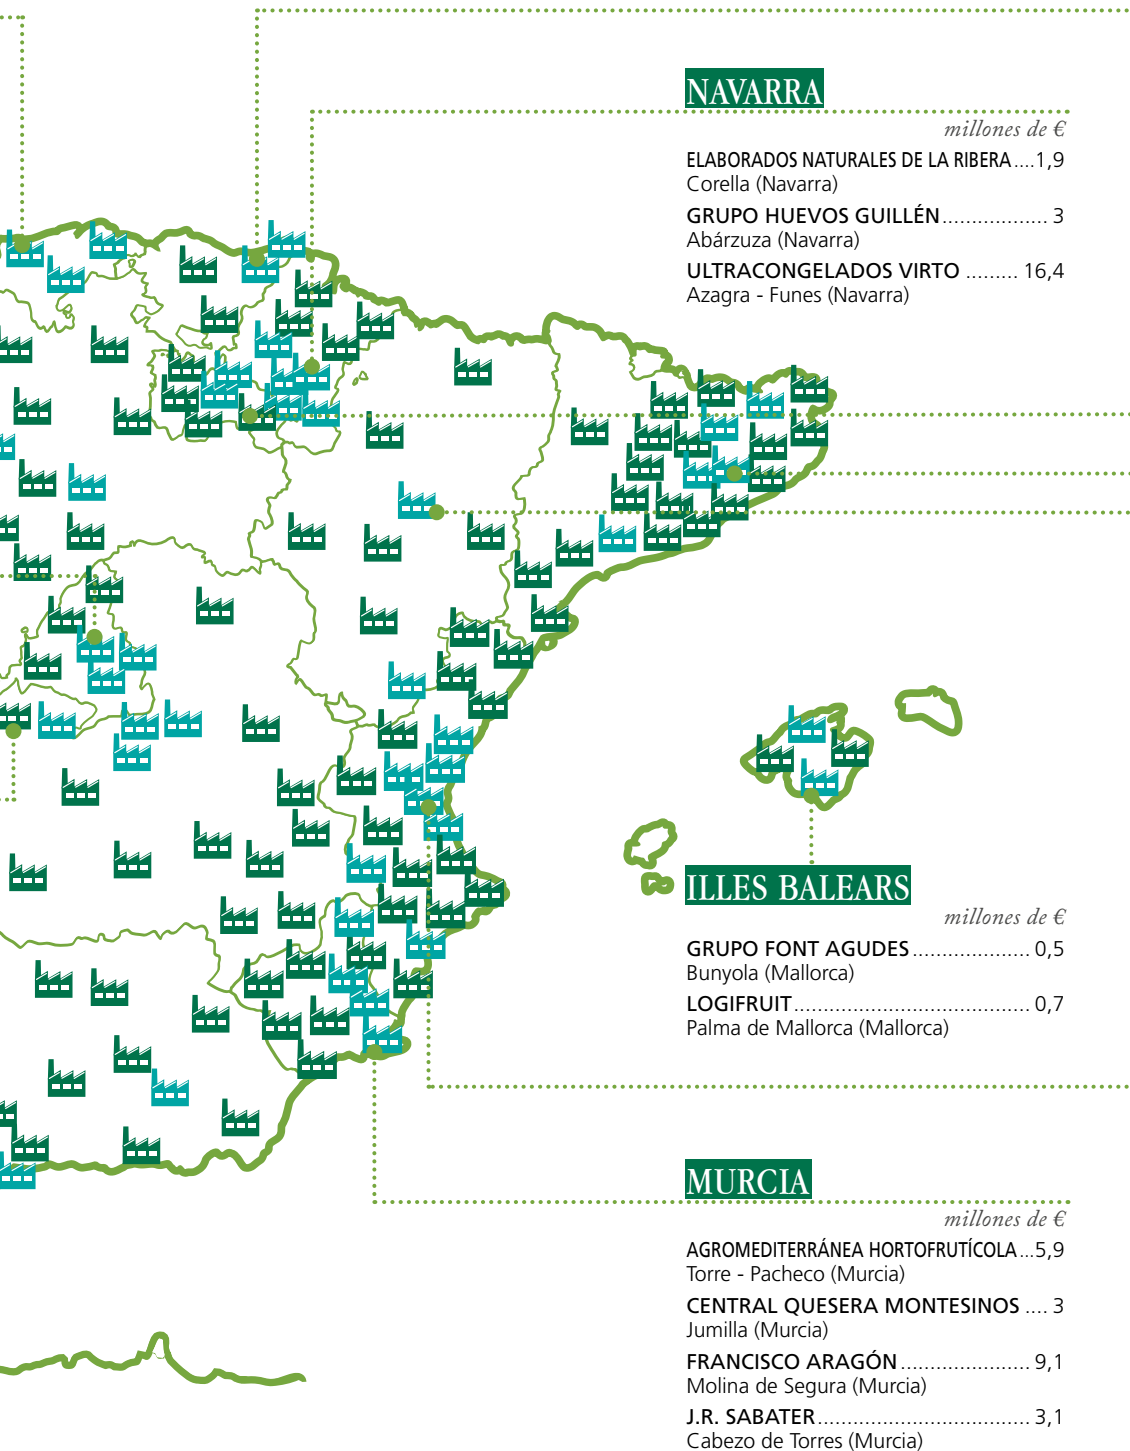 NAVARRA
millones de €
ELABORADOS NATURALES DE LA RIBERA....1,9
Corella (Navarra)
GRUPO HUEVOS GUILLÉN.................. 3
Abárzuza (Navarra)
ULTRACONGELADOS VIRTO ......... 16,4
Azagra - Funes (Navarra)
ILLES BALEARS
millones de €
GRUPO FONT AGUDES.................... 0,5
Bunyola (Mallorca)
LOGIFRUIT........................................ 0,7
Palma de Mallorca (Mallorca)
MURCIA
millones de €
AGROMEDITERRÁNEA HORTOFRUTÍCOLA...5,9
Torre - Pacheco (Murcia)
CENTRAL QUESERA MONTESINOS .... 3
Jumilla (Murcia)
FRANCISCO ARAGÓN...................... 9,1
Molina de Segura (Murcia)
J.R. SABATER.................................... 3,1
Cabezo de Torres (Murcia)